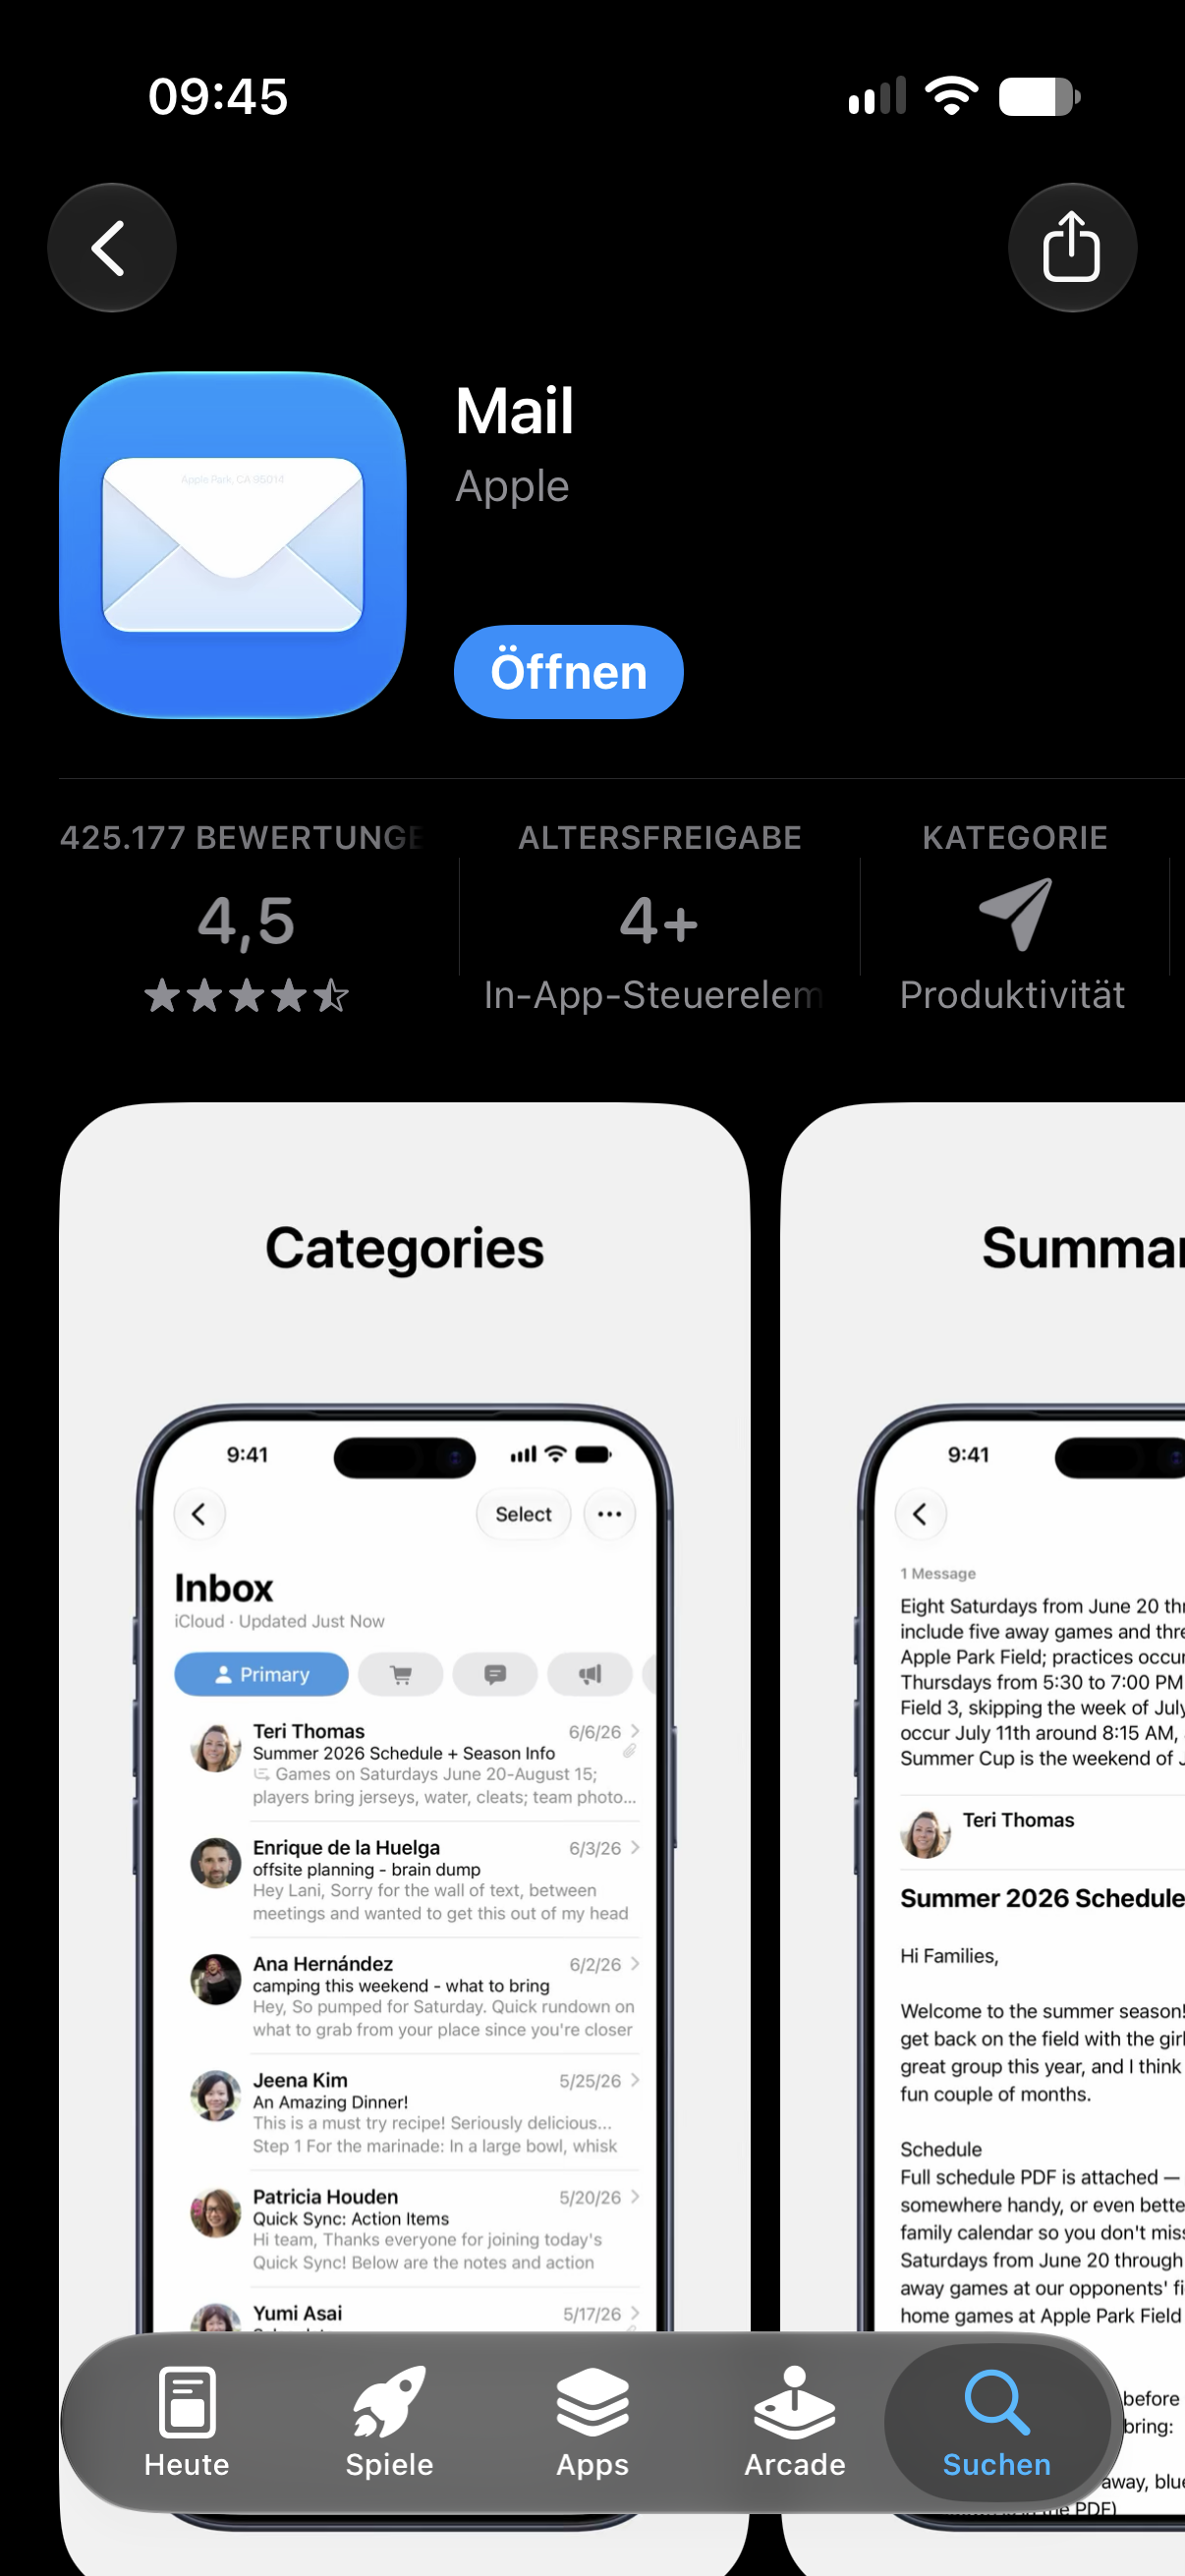 09:45
Apple Park, CA 95014
Mail
Apple
Öffnen
425.177 BEWERTUNGE
ALTERSFREIGABE
KATEGORIE
4,5
4+
In-App-Steuerelem
Produktivität
Categories
9:41
Select
Inbox
iCloud · Updated Just Now
Primary
Teri Thomas
6/6/26
Summer 2026 Schedule + Season Info
Games on Saturdays June 20-August 15;
players bring jerseys, water, cleats; team photo...
Enrique de la Huelga
6/3/26
offsite planning - brain dump
Hey Lani, Sorry for the wall of text, between
meetings and wanted to get this out of my head
Ana Hernández
6/2/26
camping this weekend - what to bring
Hey, So pumped for Saturday. Quick rundown on
what to grab from your place since you're closer
Jeena Kim
5/25/26
An Amazing Dinner!
This is a must try recipe! Seriously delicious...
Step 1 For the marinade: In a large bowl, whisk
Patricia Houden
5/20/26
Quick Sync: Action Items
Hi team, Thanks everyone for joining today's
Quick Sync! Below are the notes and action
Yumi Asai
5/17/26
Summar
9:41
1 Message
Eight Saturdays from June 20 thr
include five away games and thre
Apple Park Field; practices occur
Thursdays from 5:30 to 7:00 PM
Field 3, skipping the week of July
occur July 11th around 8:15 AM,
Summer Cup is the weekend of J
Teri Thomas
Summer 2026 Schedule
Hi Families,
Welcome to the summer season!
get back on the field with the girl
great group this year, and I think
fun couple of months.
Schedule
Full schedule PDF is attached —
somewhere handy, or even bette
family calendar so you don't miss
Saturdays from June 20 through
away games at our opponents' fi
home games at Apple Park Field
before
bring:
away, blue
the PDF)
Heute
Spiele
Apps
Arcade
Suchen